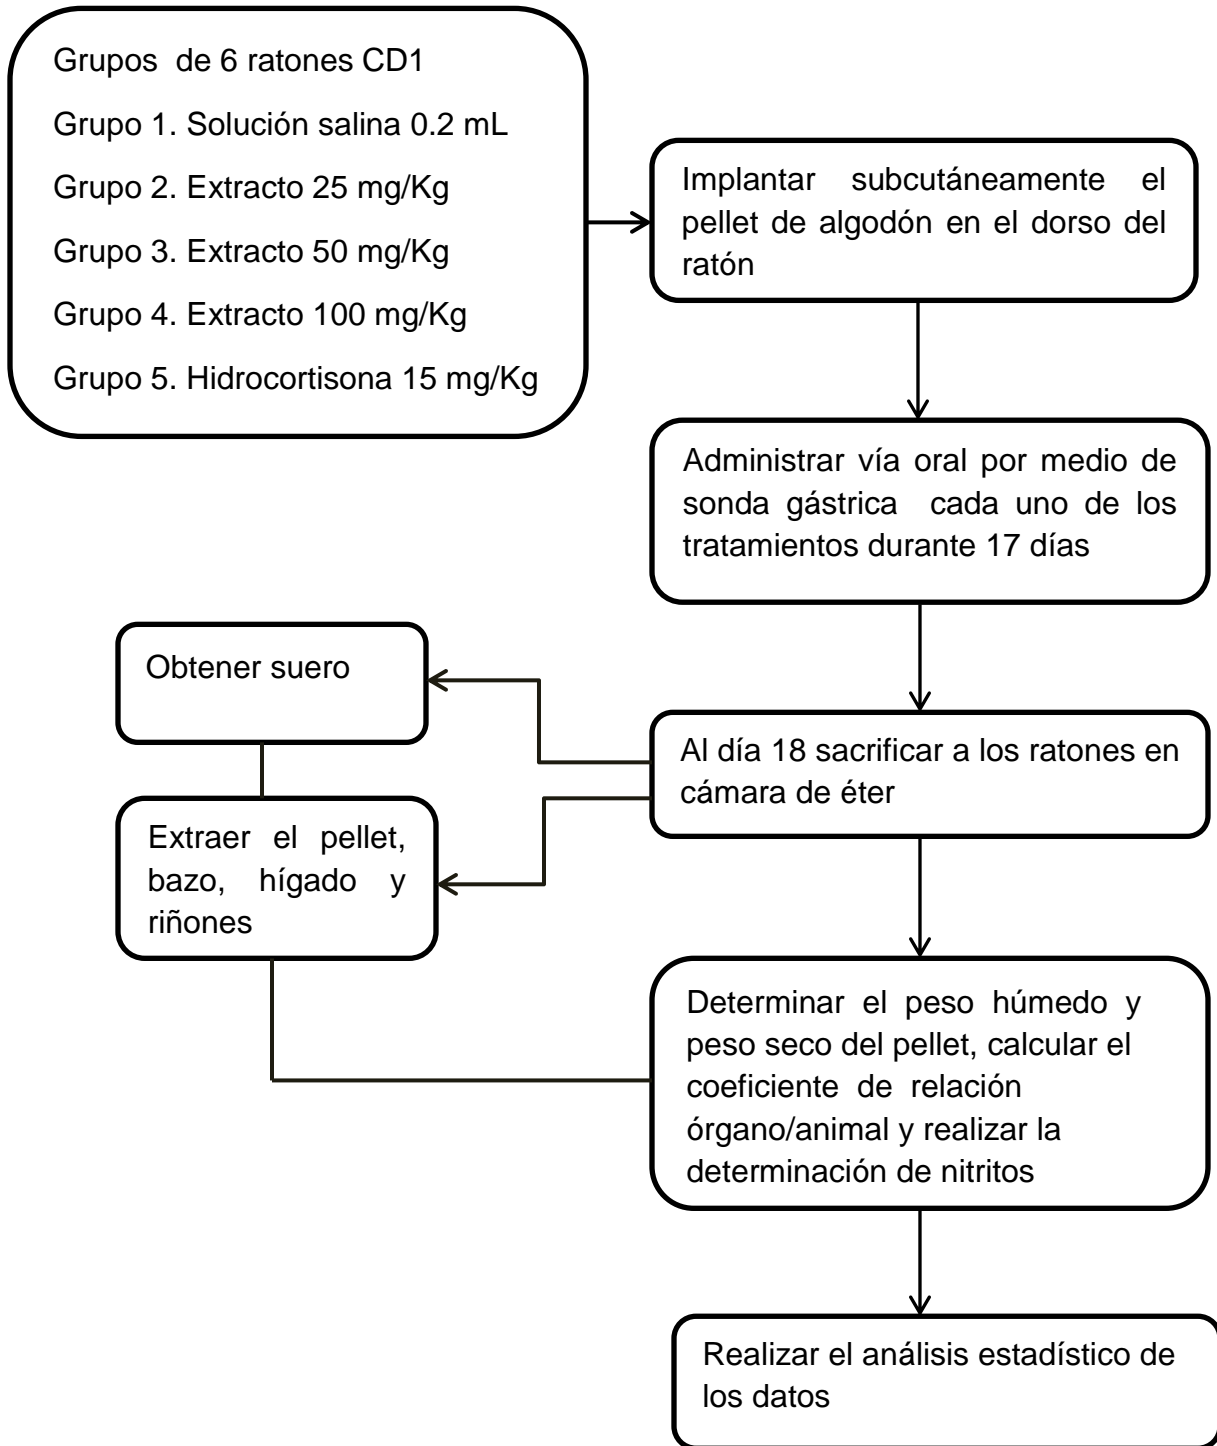 Grupos de 6 ratones CD1
Grupo 1. Solución salina 0.2 mL
Grupo 2. Extracto 25 mg/Kg
Grupo 3. Extracto 50 mg/Kg
Grupo 4. Extracto 100 mg/Kg
Grupo 5. Hidrocortisona 15 mg/Kg
Implantar subcutáneamente el
pellet de algodón en el dorso del
ratón
Administrar vía oral por medio de
sonda gástrica cada uno de los
tratamientos durante 17 días
Al día 18 sacrificar a los ratones en
cámara de éter
Obtener suero
Extraer el pellet,
bazo, hígado y
riñones
Determinar el peso húmedo y
peso seco del pellet, calcular el
coeficiente de relación
órgano/animal y realizar la
determinación de nitritos
Realizar el análisis estadístico de
los datos